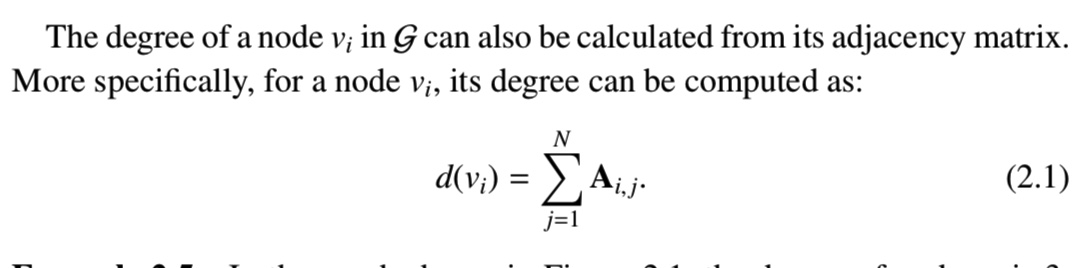 The degree of a node vᵢ in 𝒢 can also be calculated from its adjacency matrix.
More specifically, for a node vᵢ, its degree can be computed as:
d(vᵢ) = ∑_{j=1}^{N} A_{i,j}. (2.1)